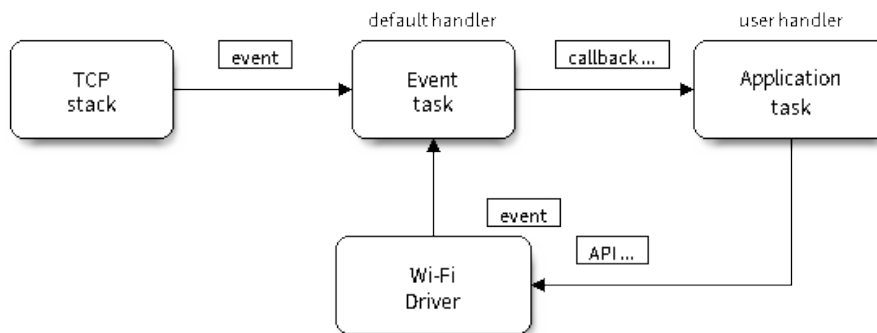 default handler
user handler
event
callback ...
TCP
stack
Event
task
Application
task
event
API ...
Wi-Fi
Driver